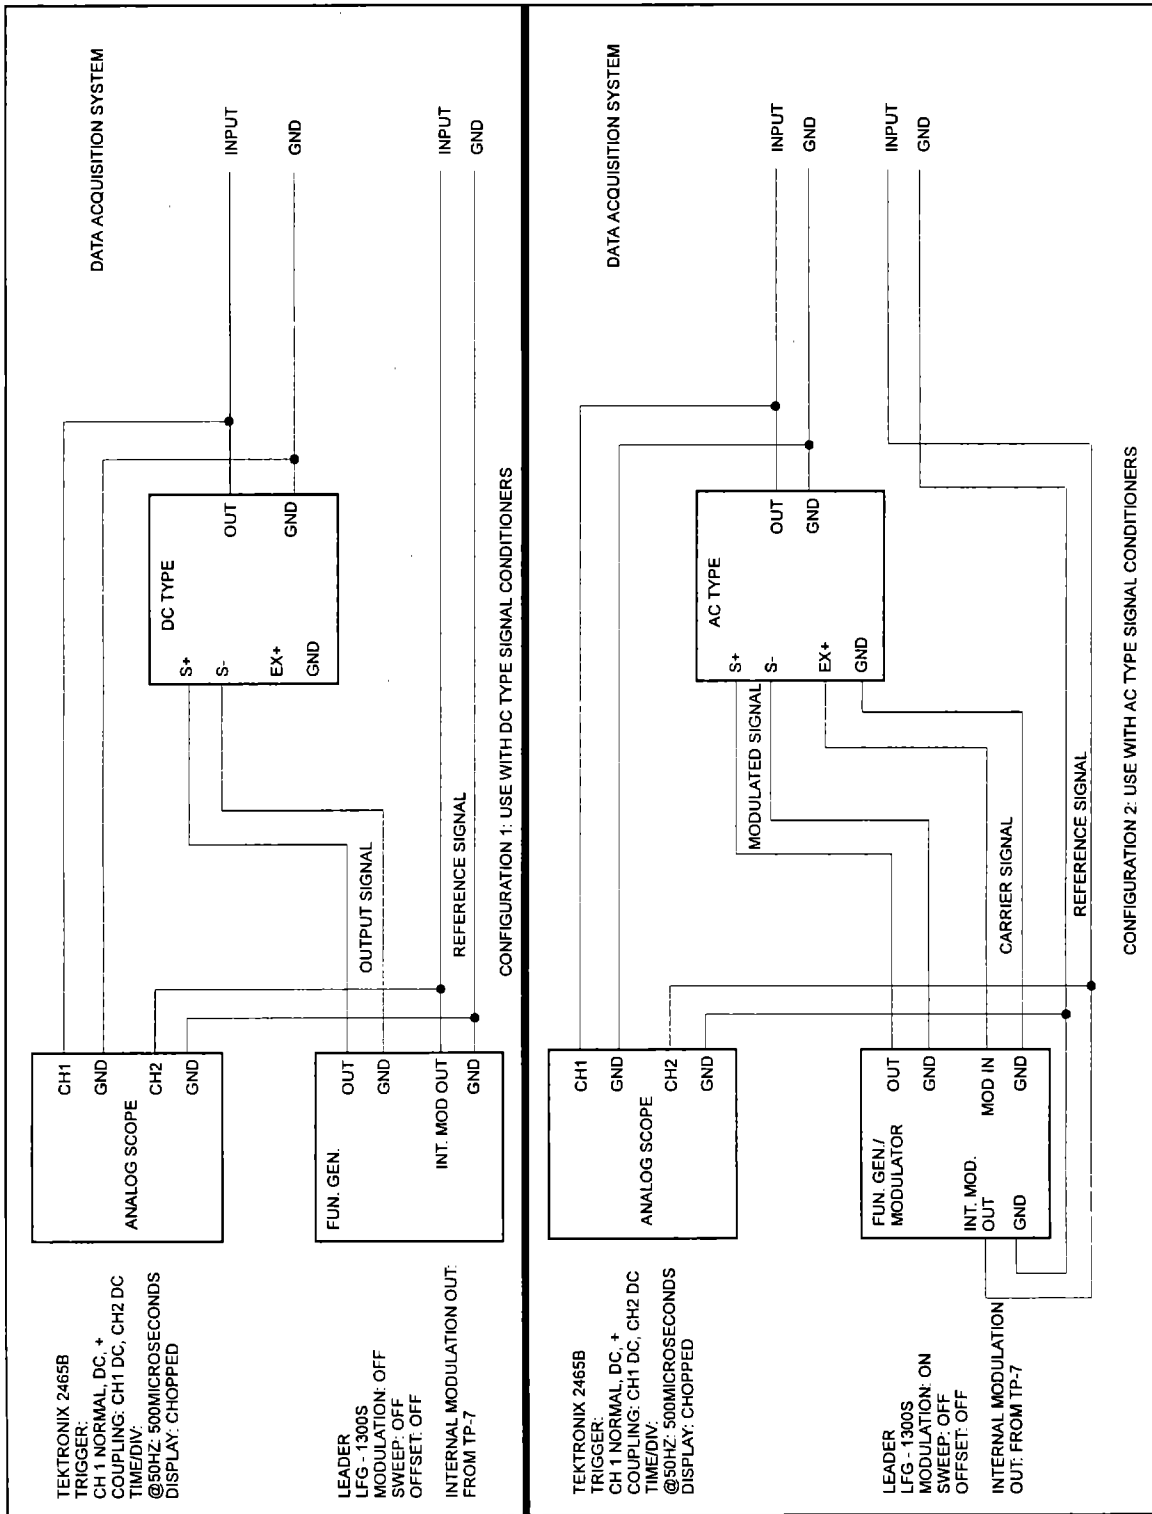 TEKTRONIX 2465B
TRIGGER:
CH 1 NORMAL, DC, +
COUPLING: CH1 DC, CH2 DC
TIME/DIV:
@50HZ: 500MICROSECONDS
DISPLAY: CHOPPED
ANALOG SCOPE
CH1
GND
CH2
GND
LEADER
LFG - 1300S
MODULATION: OFF
SWEEP: OFF
OFFSET: OFF
INTERNAL MODULATION OUT:
FROM TP-7
FUN. GEN.
OUT
GND
INT. MOD OUT
GND
OUTPUT SIGNAL
REFERENCE SIGNAL
DC TYPE
S+
S-
EX+
GND
OUT
GND
DATA ACQUISITION SYSTEM
INPUT
GND
INPUT
GND
CONFIGURATION 1: USE WITH DC TYPE SIGNAL CONDITIONERS
TEKTRONIX 2465B
TRIGGER:
CH 1 NORMAL, DC, +
COUPLING: CH1 DC, CH2 DC
TIME/DIV:
@50HZ: 500MICROSECONDS
DISPLAY: CHOPPED
ANALOG SCOPE
CH1
GND
CH2
GND
LEADER
LFG - 1300S
MODULATION: ON
SWEEP: OFF
OFFSET: OFF
INTERNAL MODULATION
OUT: FROM TP-7
FUN. GEN./
MODULATOR
INT. MOD.
OUT
GND
OUT
GND
MOD IN
GND
MODULATED SIGNAL
CARRIER SIGNAL
REFERENCE SIGNAL
AC TYPE
S+
S-
EX+
GND
OUT
GND
DATA ACQUISITION SYSTEM
INPUT
GND
INPUT
GND
CONFIGURATION 2: USE WITH AC TYPE SIGNAL CONDITIONERS